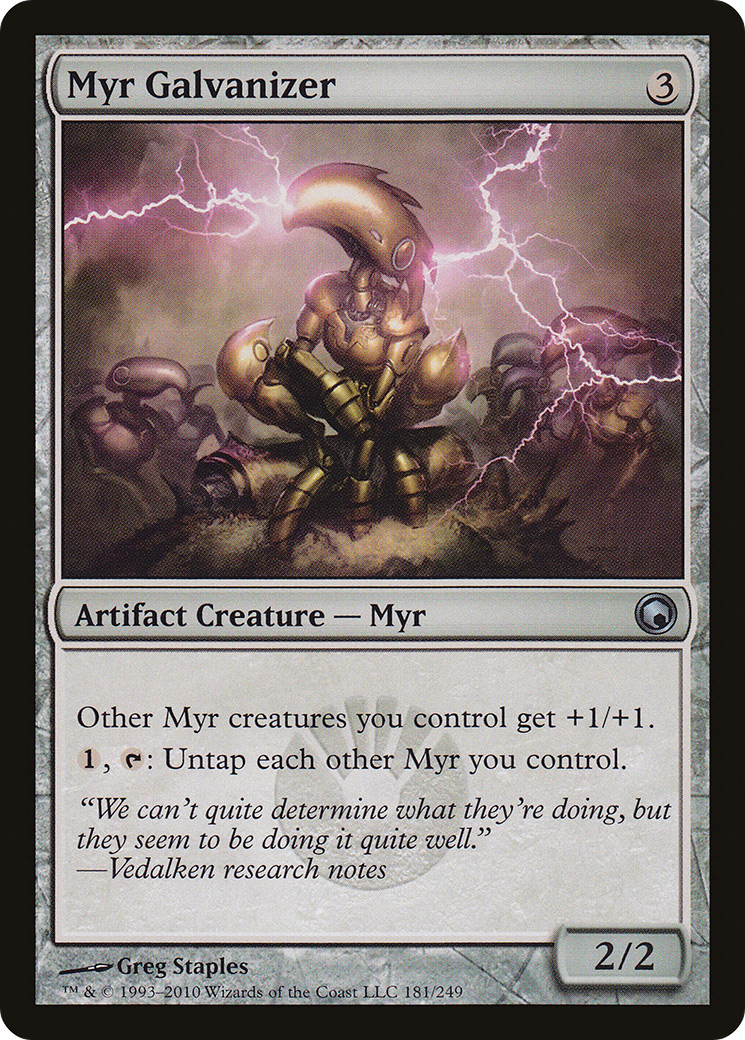 Myr Galvanizer
3
Artifact Creature — Myr
Other Myr creatures you control get +1/+1.
1, : Untap each other Myr you control.
“We can’t quite determine what they’re doing, but
they seem to be doing it quite well.”
—Vedalken research notes
2/2
Greg Staples
™ & © 1993–2010 Wizards of the Coast LLC 181/249